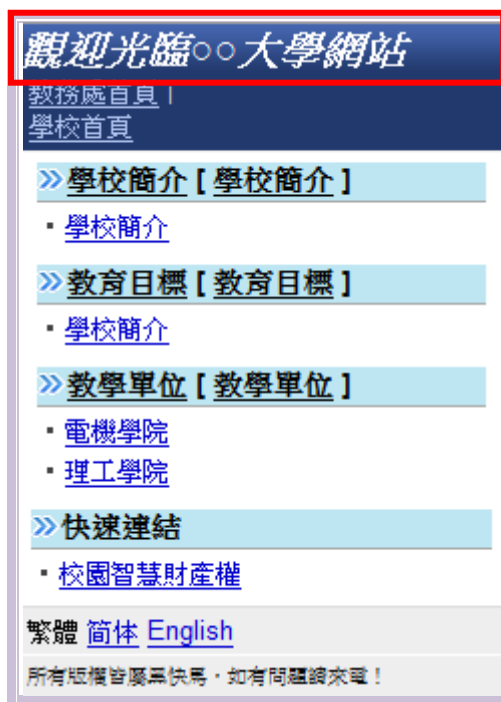 觀迎光臨○○大學網站
教務處首頁 |
學校首頁
學校簡介 [ 學校簡介 ]
學校簡介
教育目標 [ 教育目標 ]
學校簡介
教學單位 [ 教學單位 ]
電機學院
理工學院
快速連結
校園智慧財產權
繁體 简体 English
所有版權皆屬黑快馬，如有問題請來電！